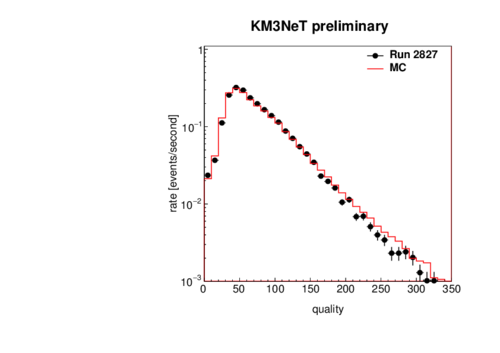 KM3NeT preliminary
Run 2827
MC
rate [events/second]
1
10⁻¹
10⁻²
10⁻³
0 50 100 150 200 250 300 350
quality